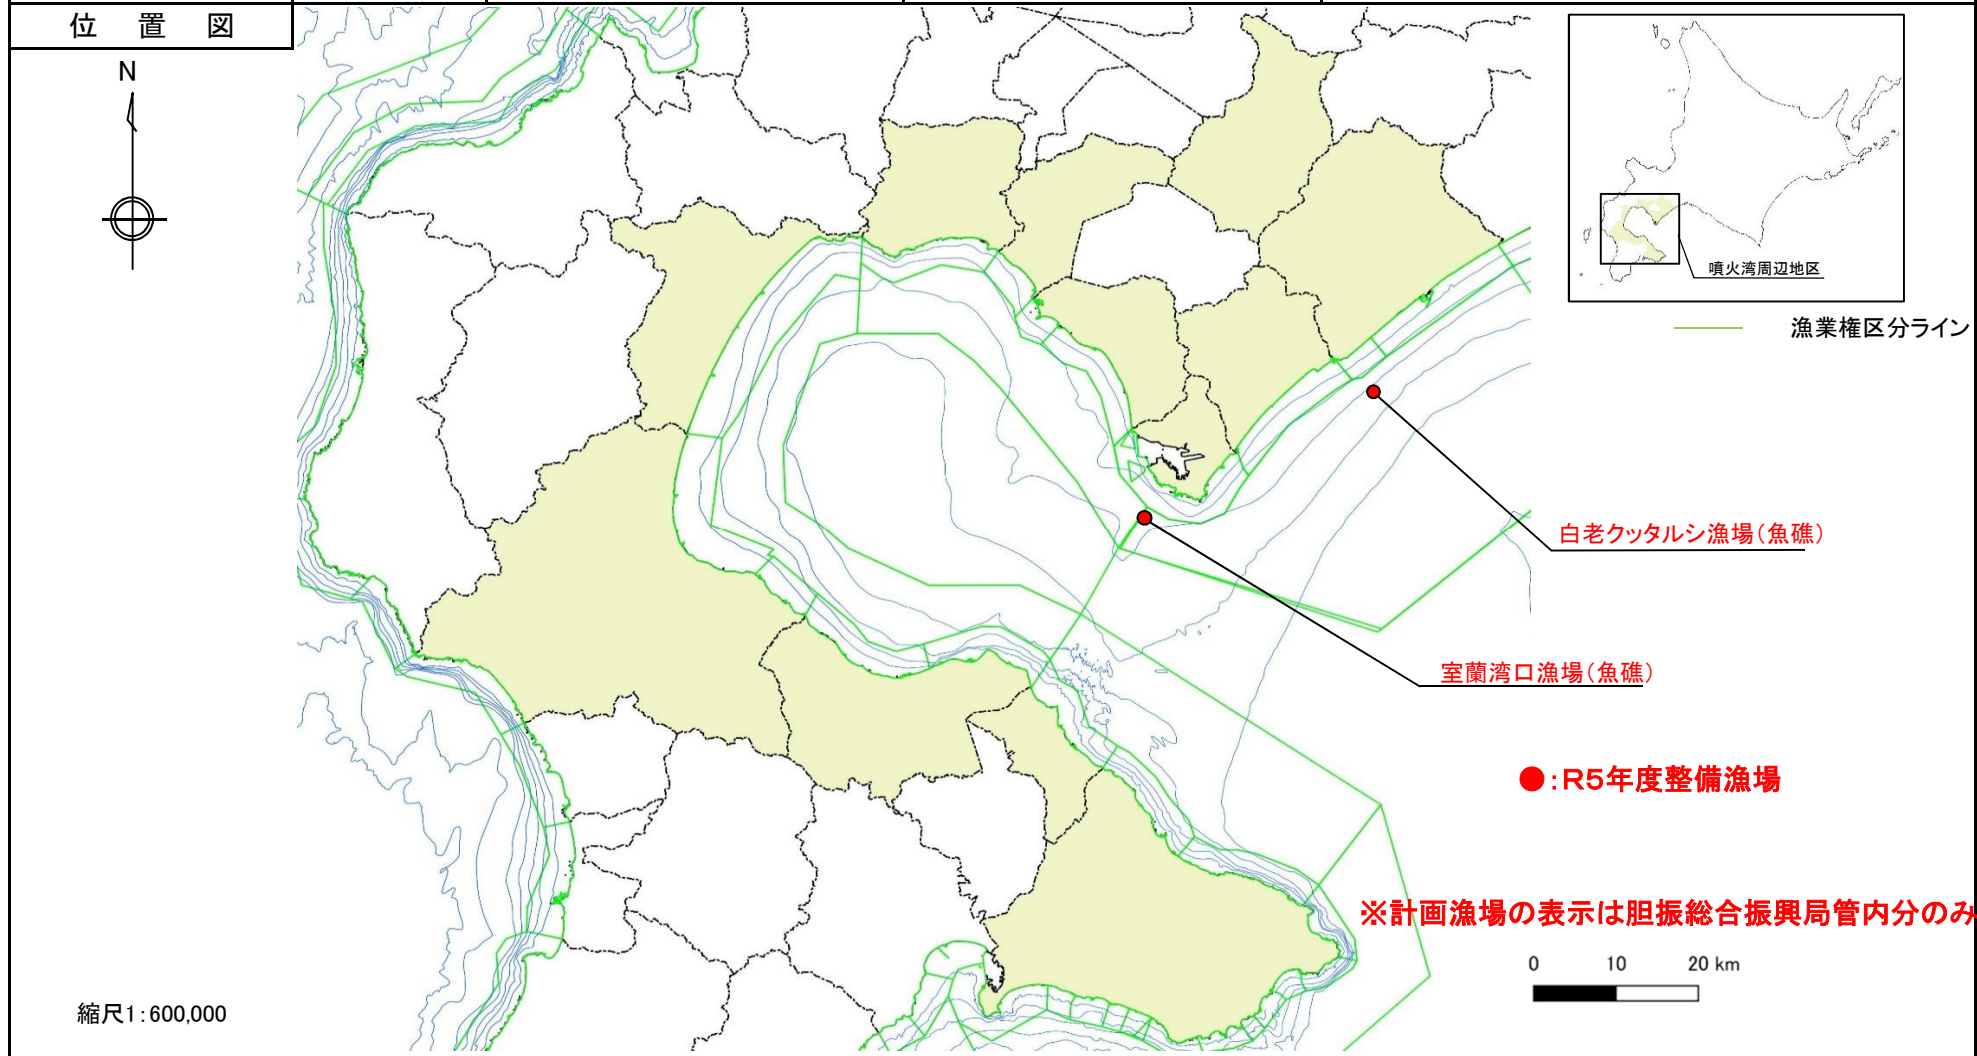 位 置 図
N
噴火湾周辺地区
漁業権区分ライン
白老クッタルシ漁場(魚礁)
室蘭湾口漁場(魚礁)
●:R5年度整備漁場
※計画漁場の表示は胆振総合振興局管内分のみ
0 10 20 km
縮尺1:600,000